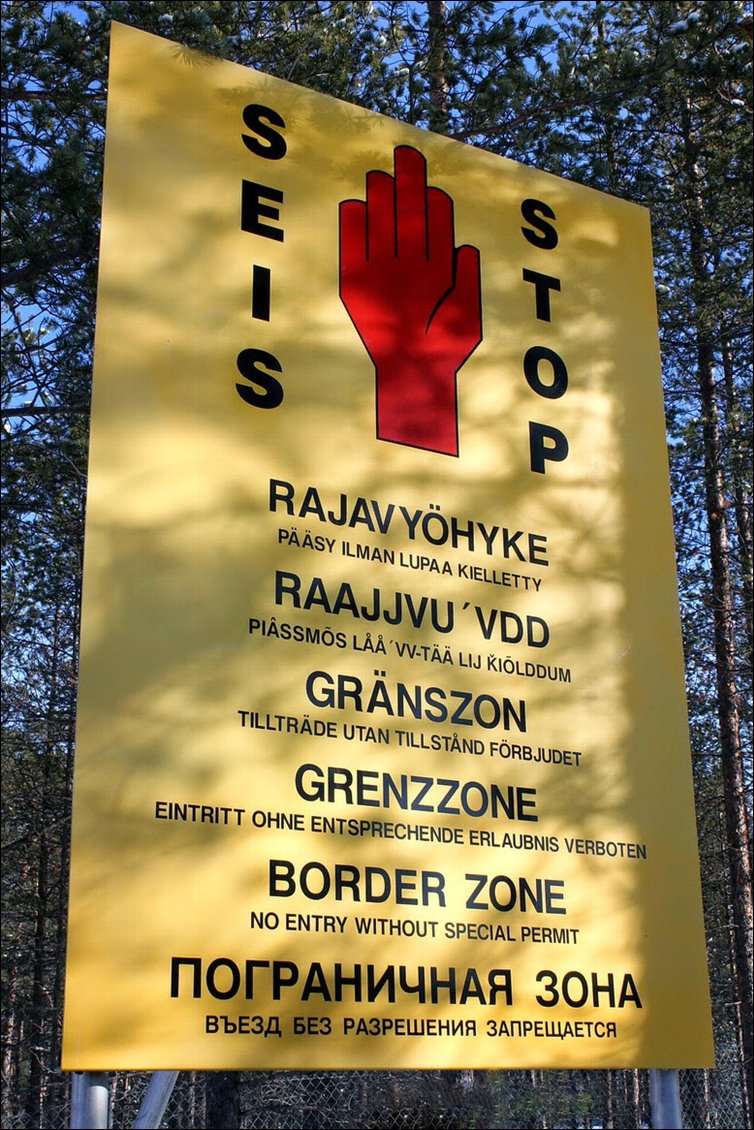 SEIS
STOP
RAJAVYÖHYKE
PÄÄSY ILMAN LUPAA KIELLETTY
RAAJJVU´VDD
PIÂSSMÕS LÅÅ´VV-TÄÄ LIJ ǨIÕLDDUM
GRÄNSZON
TILLTRÄDE UTAN TILLSTÅND FÖRBJUDET
GRENZZONE
EINTRITT OHNE ENTSPRECHENDE ERLAUBNIS VERBOTEN
BORDER ZONE
NO ENTRY WITHOUT SPECIAL PERMIT
ПОГРАНИЧНАЯ ЗОНА
ВЪЕЗД БЕЗ РАЗРЕШЕНИЯ ЗАПРЕЩАЕТСЯ